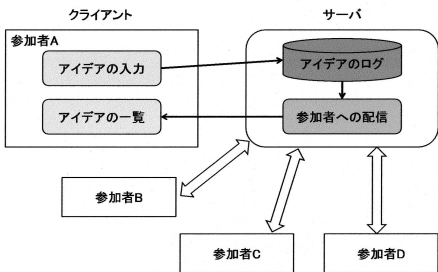 クライアント
サーバ
参加者A
アイデアの入力
アイデアのログ
アイデアの一覧
参加者への配信
参加者B
参加者C
参加者D